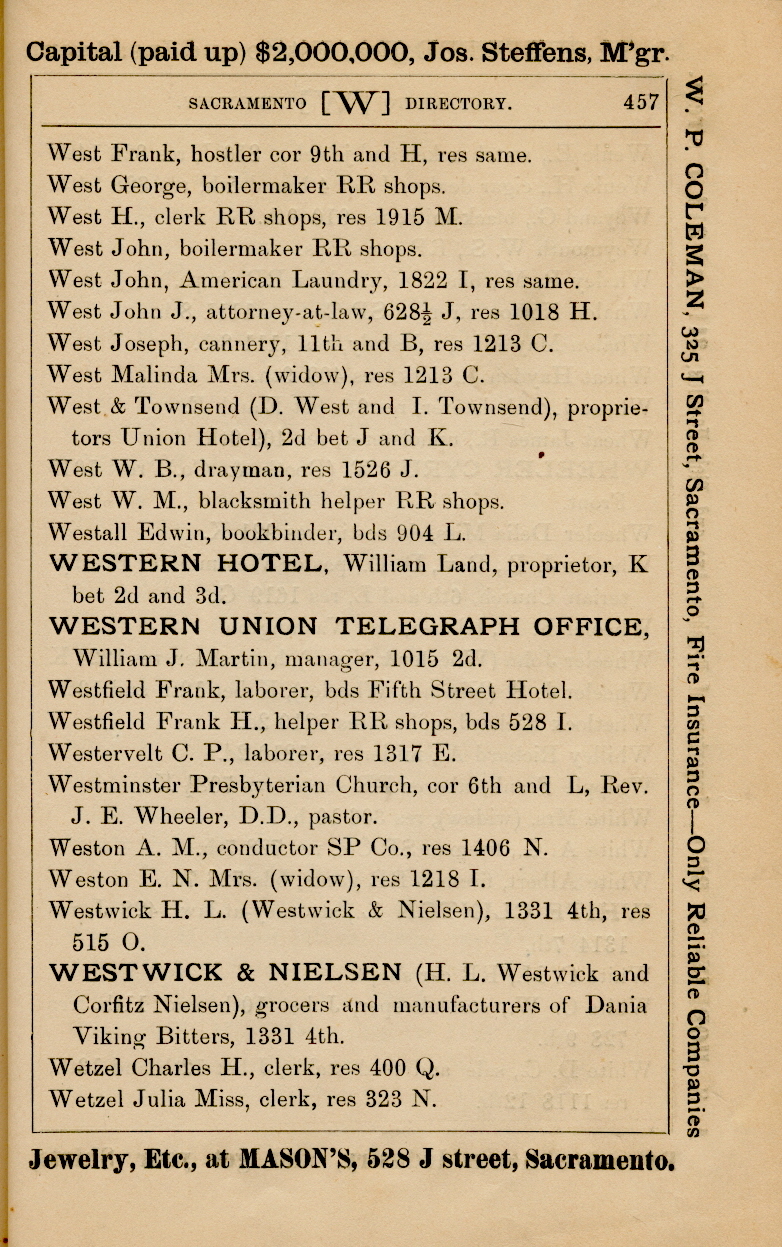 Capital (paid up) $2,000,000, Jos. Steffens, M'gr.
SACRAMENTO [W] DIRECTORY. 457
West Frank, hostler cor 9th and H, res same.
West George, boilermaker RR shops.
West H., clerk RR shops, res 1915 M.
West John, boilermaker RR shops.
West John, American Laundry, 1822 I, res same.
West John J., attorney-at-law, 628½ J, res 1018 H.
West Joseph, cannery, 11th and B, res 1213 C.
West Malinda Mrs. (widow), res 1213 C.
West & Townsend (D. West and I. Townsend), proprie-
tors Union Hotel), 2d bet J and K.
West W. B., drayman, res 1526 J.
West W. M., blacksmith helper RR shops.
Westall Edwin, bookbinder, bds 904 L.
WESTERN HOTEL, William Land, proprietor, K
bet 2d and 3d.
WESTERN UNION TELEGRAPH OFFICE,
William J. Martin, manager, 1015 2d.
Westfield Frank, laborer, bds Fifth Street Hotel.
Westfield Frank H., helper RR shops, bds 528 I.
Westervelt C. P., laborer, res 1317 E.
Westminster Presbyterian Church, cor 6th and L, Rev.
J. E. Wheeler, D.D., pastor.
Weston A. M., conductor SP Co., res 1406 N.
Weston E. N. Mrs. (widow), res 1218 I.
Westwick H. L. (Westwick & Nielsen), 1331 4th, res
515 O.
WESTWICK & NIELSEN (H. L. Westwick and
Corfitz Nielsen), grocers and manufacturers of Dania
Viking Bitters, 1331 4th.
Wetzel Charles H., clerk, res 400 Q.
Wetzel Julia Miss, clerk, res 323 N.
Jewelry, Etc., at MASON'S, 528 J street, Sacramento.
W. P. COLEMAN, 325 J Street, Sacramento, Fire Insurance—Only Reliable Companies